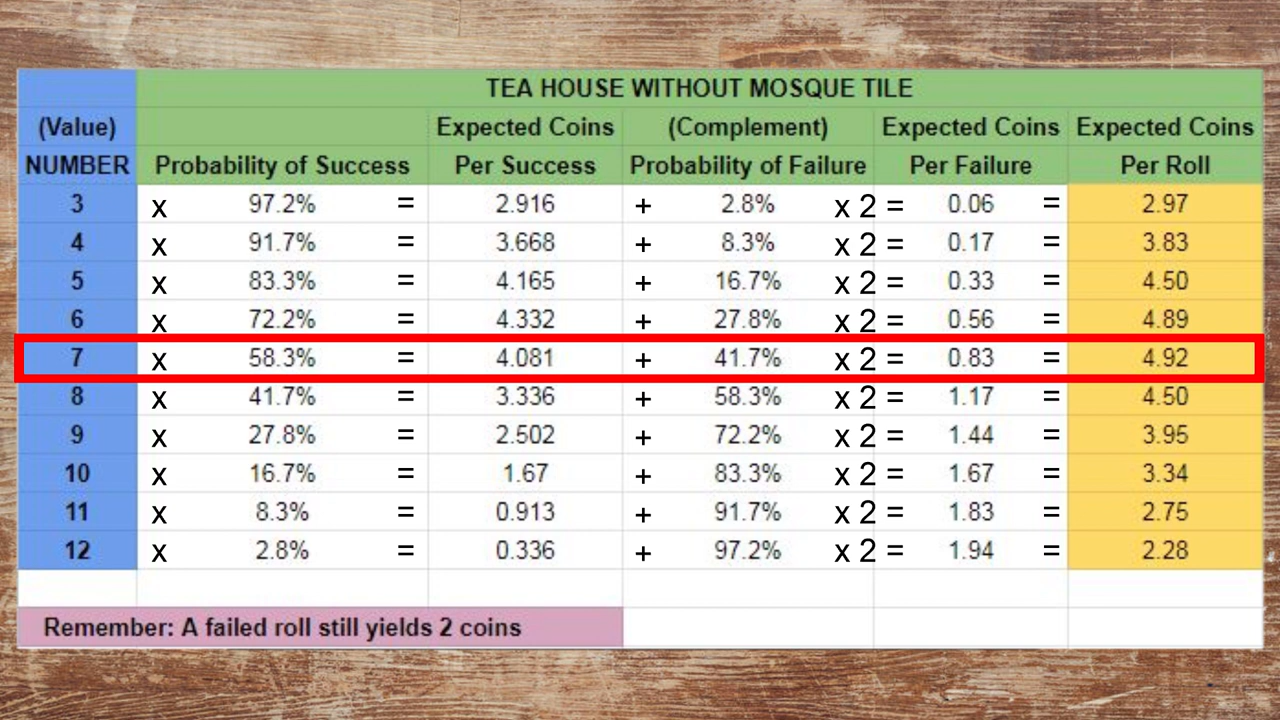 TEA HOUSE WITHOUT MOSQUE TILE
(Value) Expected Coins (Complement) Expected Coins Expected Coins
NUMBER Probability of Success Per Success Probability of Failure Per Failure Per Roll
3 x 97.2% = 2.916 + 2.8% x 2 = 0.06 = 2.97
4 x 91.7% = 3.668 + 8.3% x 2 = 0.17 = 3.83
5 x 83.3% = 4.165 + 16.7% x 2 = 0.33 = 4.50
6 x 72.2% = 4.332 + 27.8% x 2 = 0.56 = 4.89
7 x 58.3% = 4.081 + 41.7% x 2 = 0.83 = 4.92
8 x 41.7% = 3.336 + 58.3% x 2 = 1.17 = 4.50
9 x 27.8% = 2.502 + 72.2% x 2 = 1.44 = 3.95
10 x 16.7% = 1.67 + 83.3% x 2 = 1.67 = 3.34
11 x 8.3% = 0.913 + 91.7% x 2 = 1.83 = 2.75
12 x 2.8% = 0.336 + 97.2% x 2 = 1.94 = 2.28
Remember: A failed roll still yields 2 coins